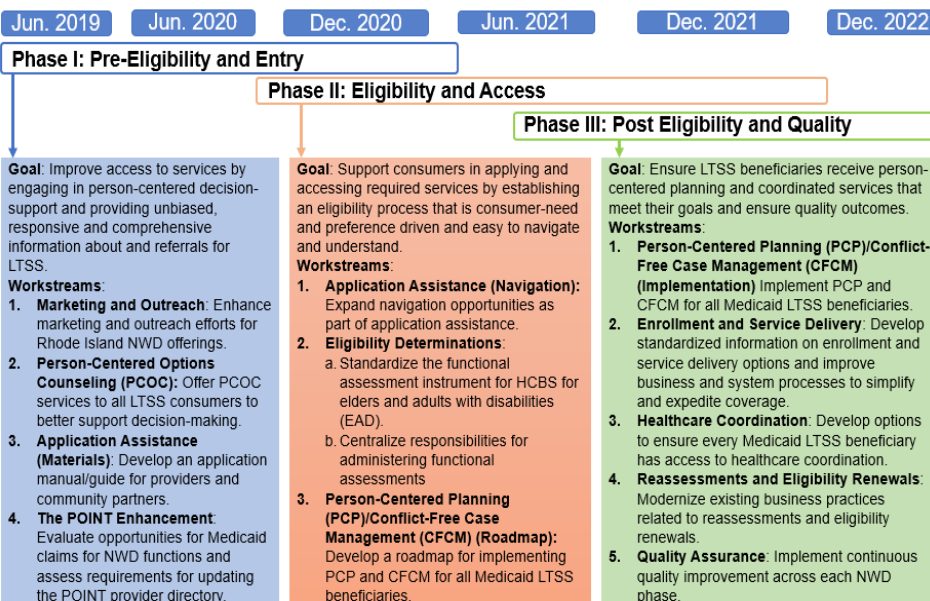 Jun. 2019
Jun. 2020
Dec. 2020
Jun. 2021
Dec. 2021
Dec. 2022
Phase I: Pre-Eligibility and Entry
Phase II: Eligibility and Access
Phase III: Post Eligibility and Quality
Goal: Improve access to services by
engaging in person-centered decision-
support and providing unbiased,
responsive and comprehensive
information about and referrals for
LTSS.
Workstreams:
1. Marketing and Outreach: Enhance
marketing and outreach efforts for
Rhode Island NWD offerings.
2. Person-Centered Options
Counseling (PCOC): Offer PCOC
services to all LTSS consumers to
better support decision-making.
3. Application Assistance
(Materials): Develop an application
manual/guide for providers and
community partners.
4. The POINT Enhancement:
Evaluate opportunities for Medicaid
claims for NWD functions and
assess requirements for updating
the POINT provider directory.
Goal: Support consumers in applying and
accessing required services by establishing
an eligibility process that is consumer-need
and preference driven and easy to navigate
and understand.
Workstreams:
1. Application Assistance (Navigation):
Expand navigation opportunities as
part of application assistance.
2. Eligibility Determinations:
a. Standardize the functional
assessment instrument for HCBS for
elders and adults with disabilities
(EAD).
b. Centralize responsibilities for
administering functional
assessments
3. Person-Centered Planning
(PCP)/Conflict-Free Case
Management (CFCM) (Roadmap):
Develop a roadmap for implementing
PCP and CFCM for all Medicaid LTSS
beneficiaries.
Goal: Ensure LTSS beneficiaries receive person-
centered planning and coordinated services that
meet their goals and ensure quality outcomes.
Workstreams:
1. Person-Centered Planning (PCP)/Conflict-
Free Case Management (CFCM)
(Implementation) Implement PCP and
CFCM for all Medicaid LTSS beneficiaries.
2. Enrollment and Service Delivery: Develop
standardized information on enrollment and
service delivery options and improve
business and system processes to simplify
and expedite coverage.
3. Healthcare Coordination: Develop options
to ensure every Medicaid LTSS beneficiary
has access to healthcare coordination.
4. Reassessments and Eligibility Renewals:
Modernize existing business practices
related to reassessments and eligibility
renewals.
5. Quality Assurance: Implement continuous
quality improvement across each NWD
phase.